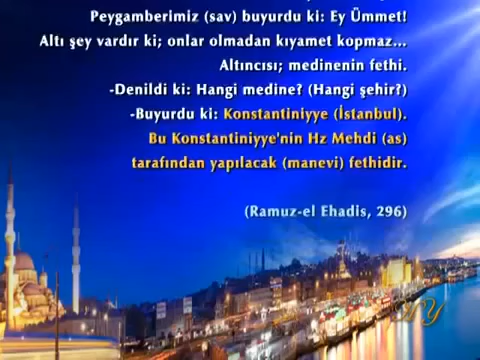 Peygamberimiz (sav) buyurdu ki: Ey Ümmet!
Altı şey vardır ki; onlar olmadan kıyamet kopmaz...
Altıncısı; medinenin fethi.
-Denildi ki: Hangi medine? (Hangi şehir?)
-Buyurdu ki: Konstantiniyye (İstanbul).
Bu Konstantiniyye'nin Hz Mehdi (as)
tarafından yapılacak (manevi) fethidir.
(Ramuz-el Ehadis, 296)
HY